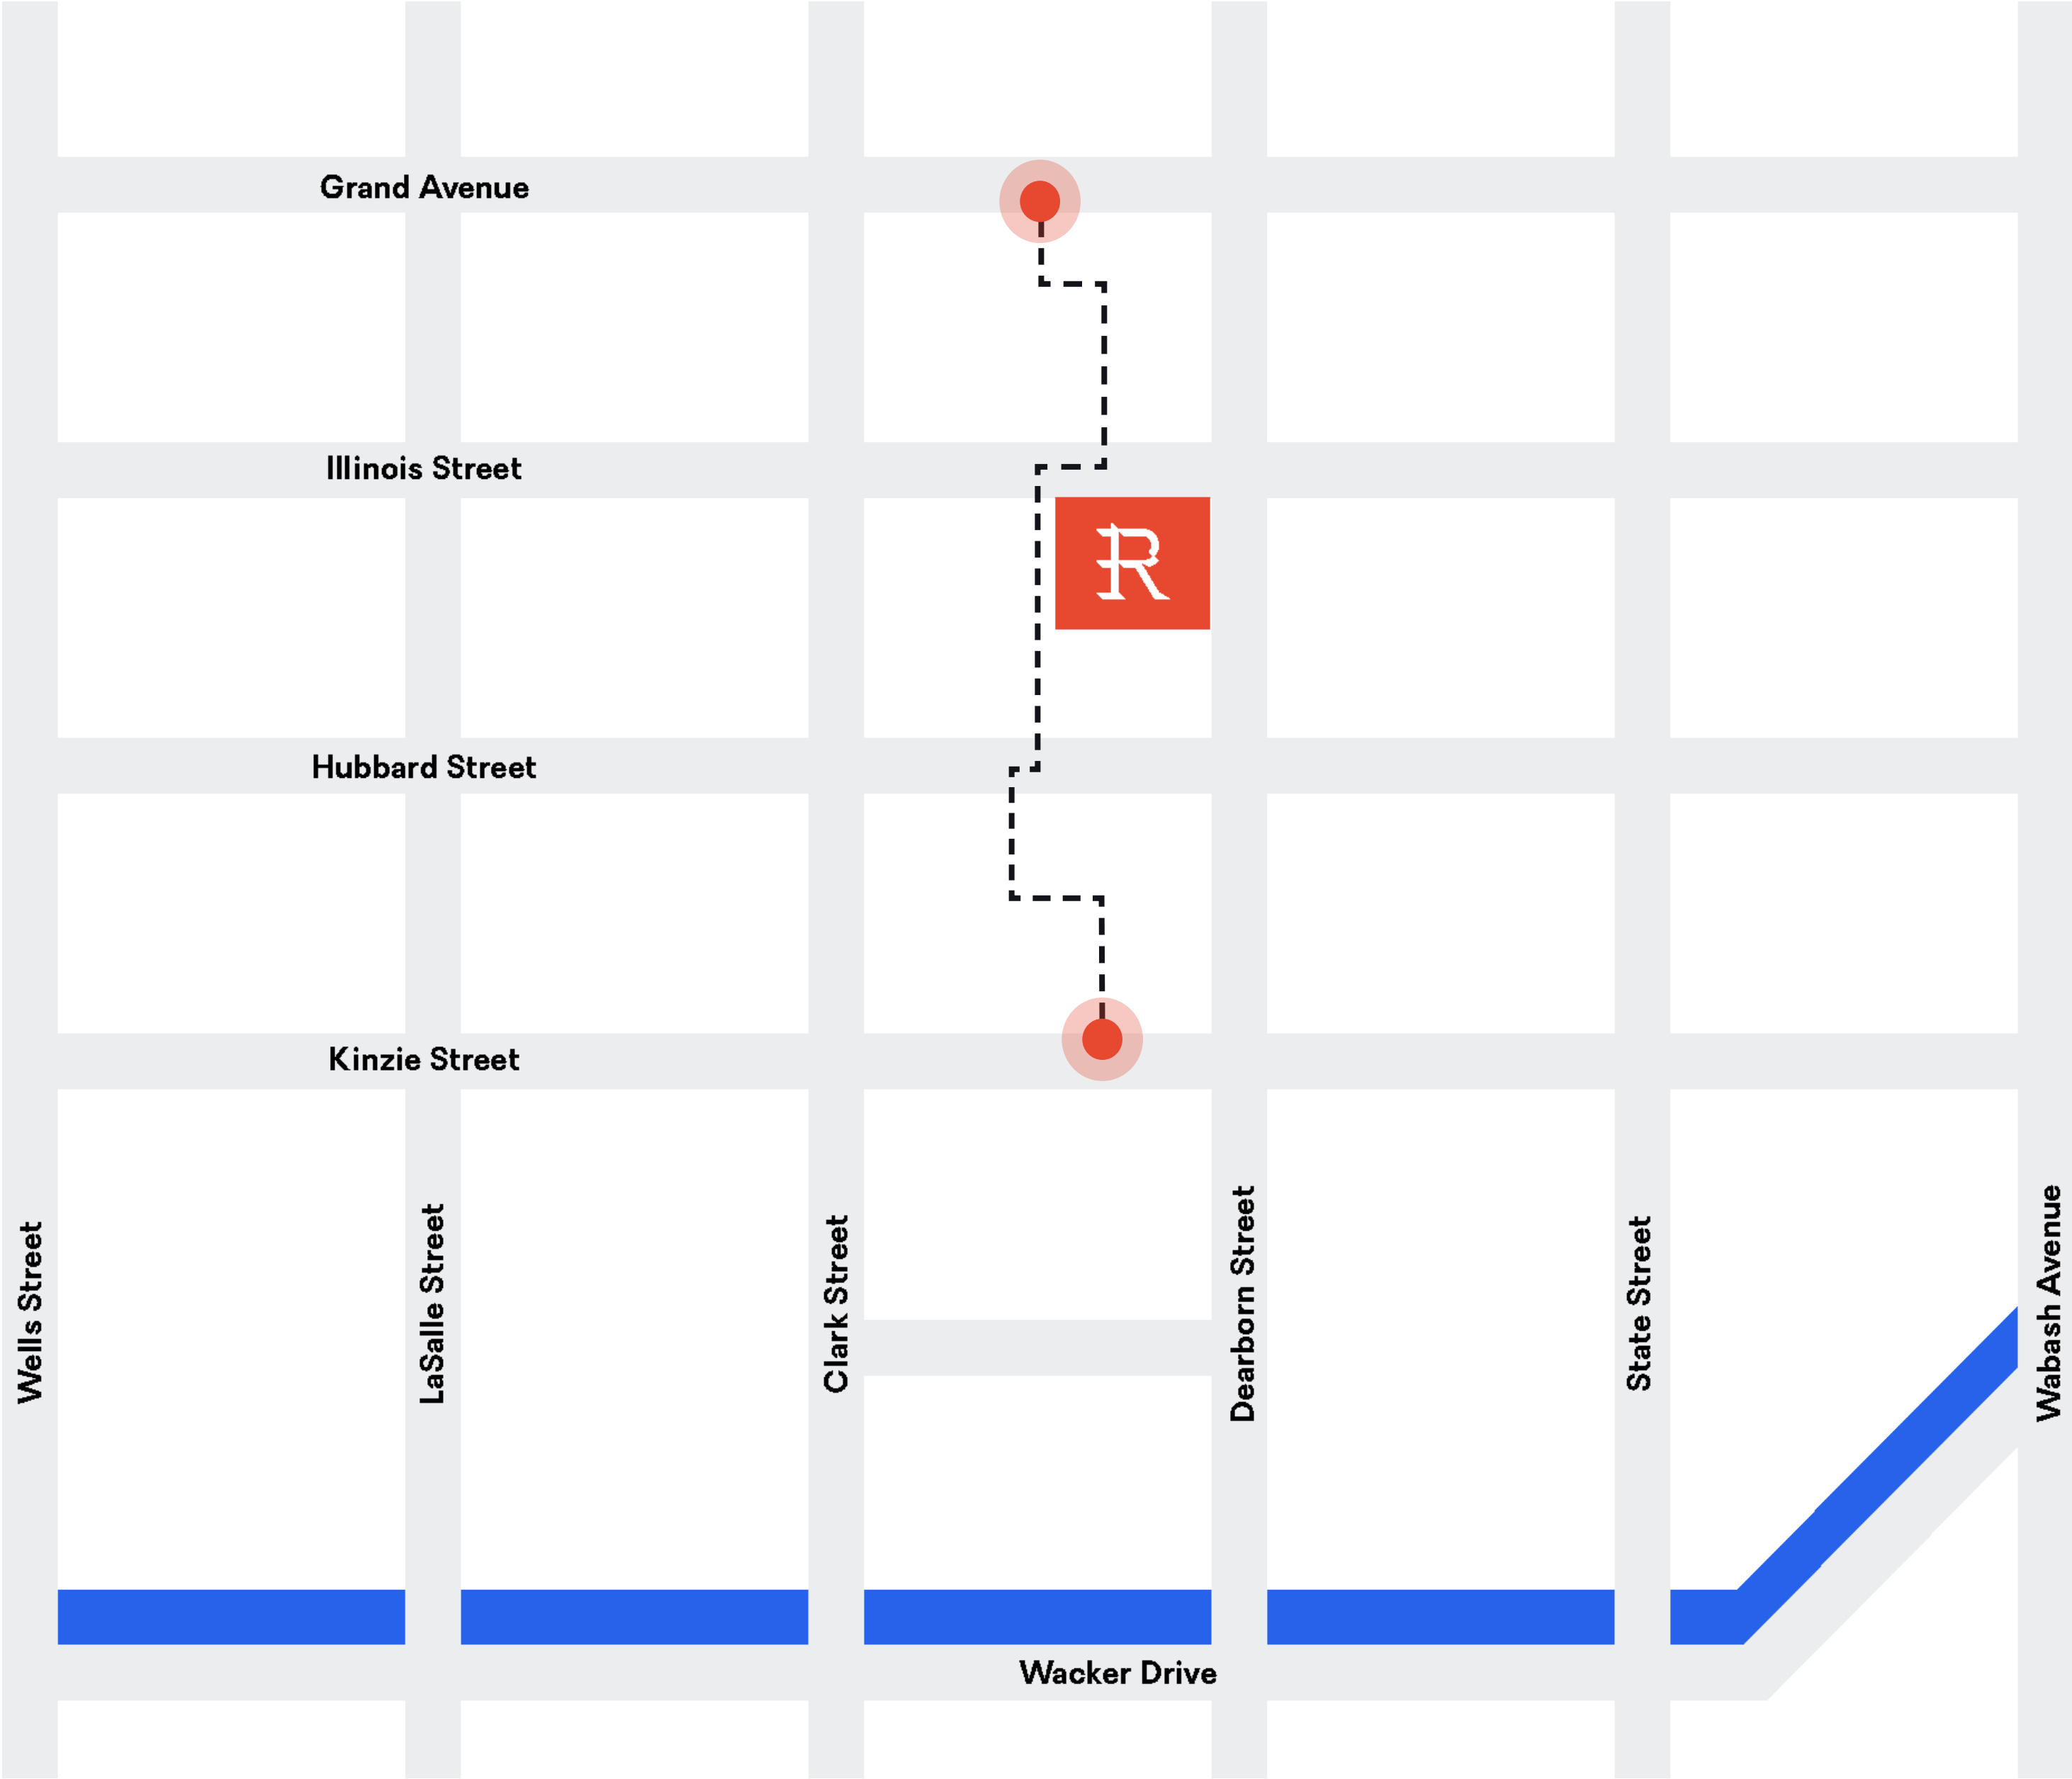 Grand Avenue
Illinois Street
R
Hubbard Street
Kinzie Street
Wells Street
LaSalle Street
Clark Street
Dearborn Street
State Street
Wabash Avenue
Wacker Drive